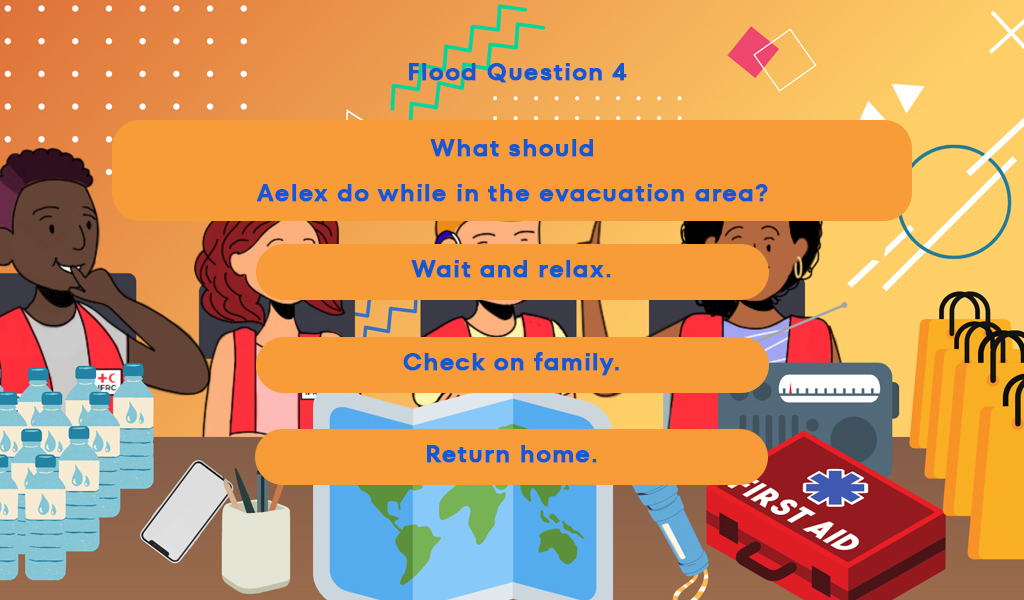 Flood Question 4
What should
Aelex do while in the evacuation area?
Wait and relax.
Check on family.
Return home.
IFRC
FIRST AID